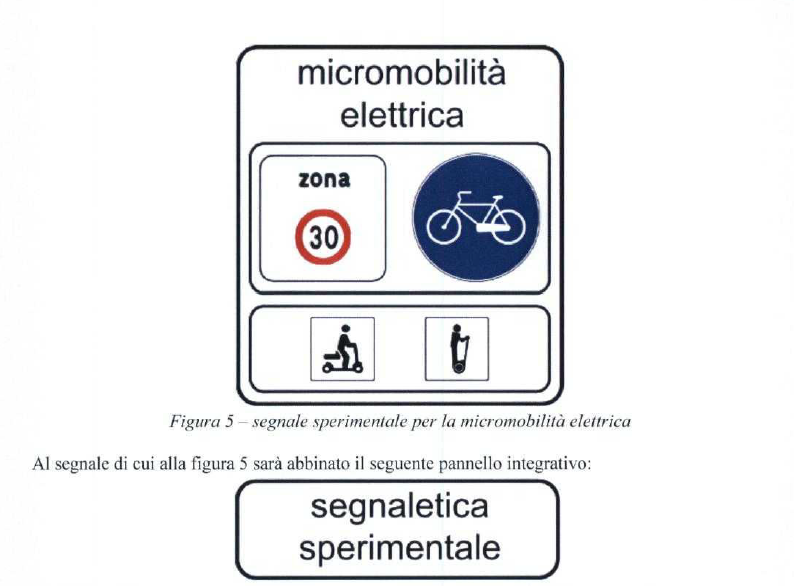 micromobilità
elettrica
zona
30
Figura 5 – segnale sperimentale per la micromobilità elettrica
Al segnale di cui alla figura 5 sarà abbinato il seguente pannello integrativo:
segnaletica
sperimentale